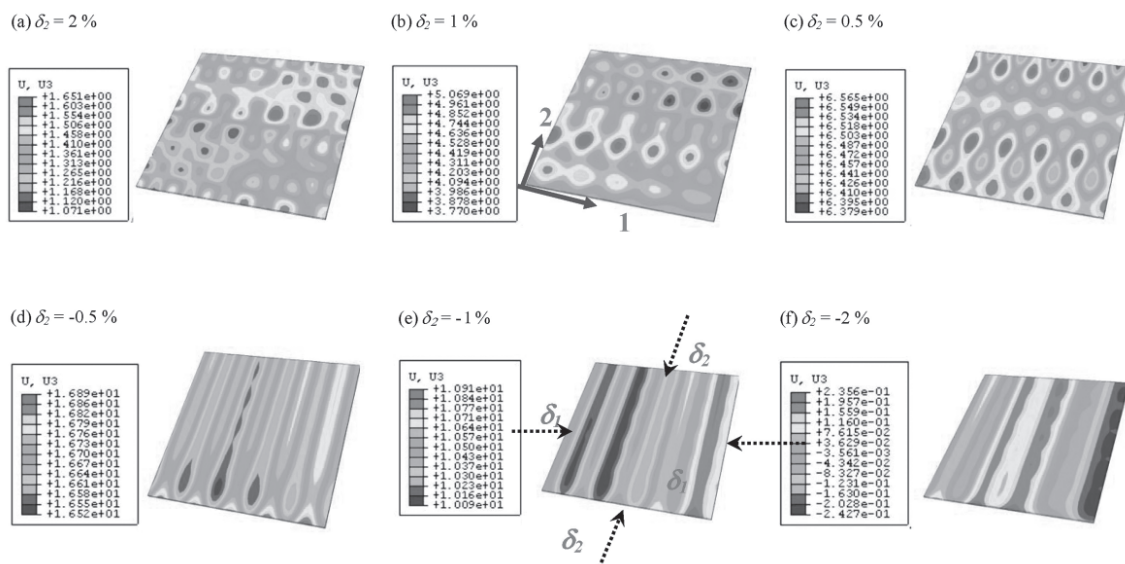 (a) δ2 = 2 %
(b) δ2 = 1 %
(c) δ2 = 0.5 %
U, U3
+1.651e+00
+1.603e+00
+1.554e+00
+1.506e+00
+1.458e+00
+1.410e+00
+1.361e+00
+1.313e+00
+1.265e+00
+1.216e+00
+1.168e+00
+1.120e+00
+1.071e+00
U, U3
+5.069e+00
+4.961e+00
+4.852e+00
+4.744e+00
+4.636e+00
+4.528e+00
+4.419e+00
+4.311e+00
+4.203e+00
+4.094e+00
+3.986e+00
+3.878e+00
+3.770e+00
2
1
U, U3
+6.565e+00
+6.549e+00
+6.534e+00
+6.518e+00
+6.503e+00
+6.487e+00
+6.472e+00
+6.457e+00
+6.441e+00
+6.426e+00
+6.410e+00
+6.395e+00
+6.379e+00
(d) δ2 = -0.5 %
(e) δ2 = -1 %
(f) δ2 = -2 %
U, U3
+1.689e+01
+1.686e+01
+1.682e+01
+1.679e+01
+1.676e+01
+1.673e+01
+1.670e+01
+1.667e+01
+1.664e+01
+1.661e+01
+1.658e+01
+1.655e+01
+1.652e+01
U, U3
+1.091e+01
+1.084e+01
+1.077e+01
+1.071e+01
+1.064e+01
+1.057e+01
+1.050e+01
+1.043e+01
+1.037e+01
+1.030e+01
+1.023e+01
+1.016e+01
+1.009e+01
δ2
δ1
δ1
δ2
U, U3
+2.356e-01
+1.957e-01
+1.559e-01
+1.160e-01
+7.615e-02
+3.629e-02
-3.561e-03
-4.342e-02
-8.327e-02
-1.231e-01
-1.630e-01
-2.028e-01
-2.427e-01